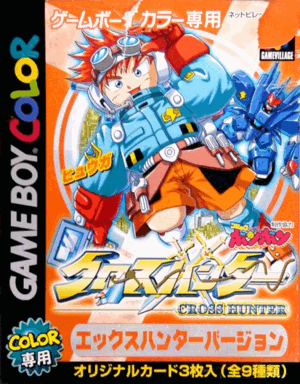 ゲームボーイカラー専用
ネットビレー
GAMEVILLAGE
GAME BOY COLOR
ヒュウガ
ボンボン
クロスハンター
CROSS HUNTER
COLOR
専用
エックスハンターバージョン
オリジナルカード3枚入(全9種類)